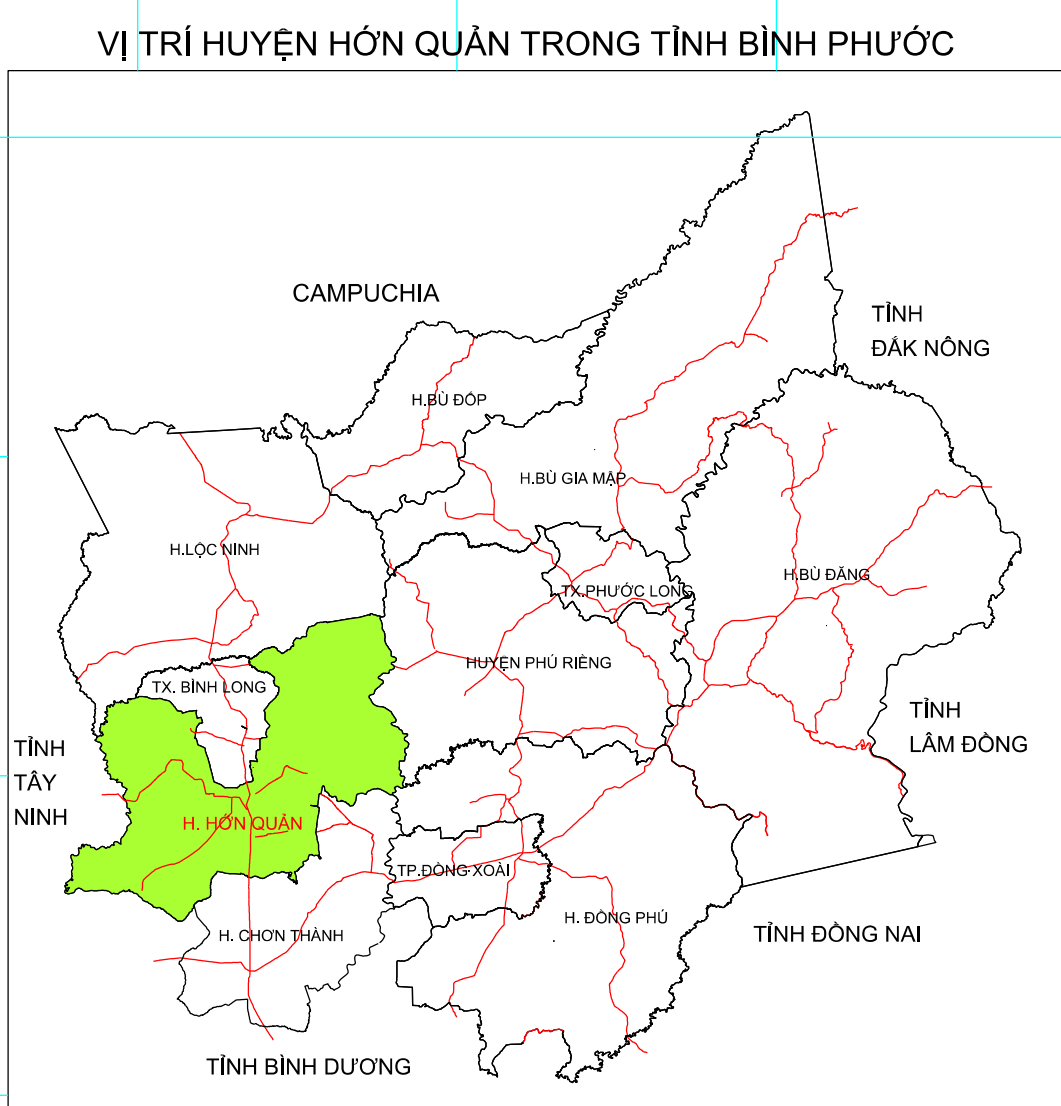 VỊ TRÍ HUYỆN HỚN QUẢN TRONG TỈNH BÌNH PHƯỚC
CAMPUCHIA
TỈNH
ĐẮK NÔNG
H.BÙ ĐỐP
H.BÙ GIA MẬP
H.LỘC NINH
H.BÙ ĐĂNG
TX.PHƯỚC LONG
HUYỆN PHÚ RIỀNG
TX. BÌNH LONG
TỈNH
LÂM ĐỒNG
TỈNH
TÂY
NINH
H. HỚN QUẢN
TP.ĐỒNG XOÀI
H. ĐỒNG PHÚ
H. CHƠN THÀNH
TỈNH ĐỒNG NAI
TỈNH BÌNH DƯƠNG